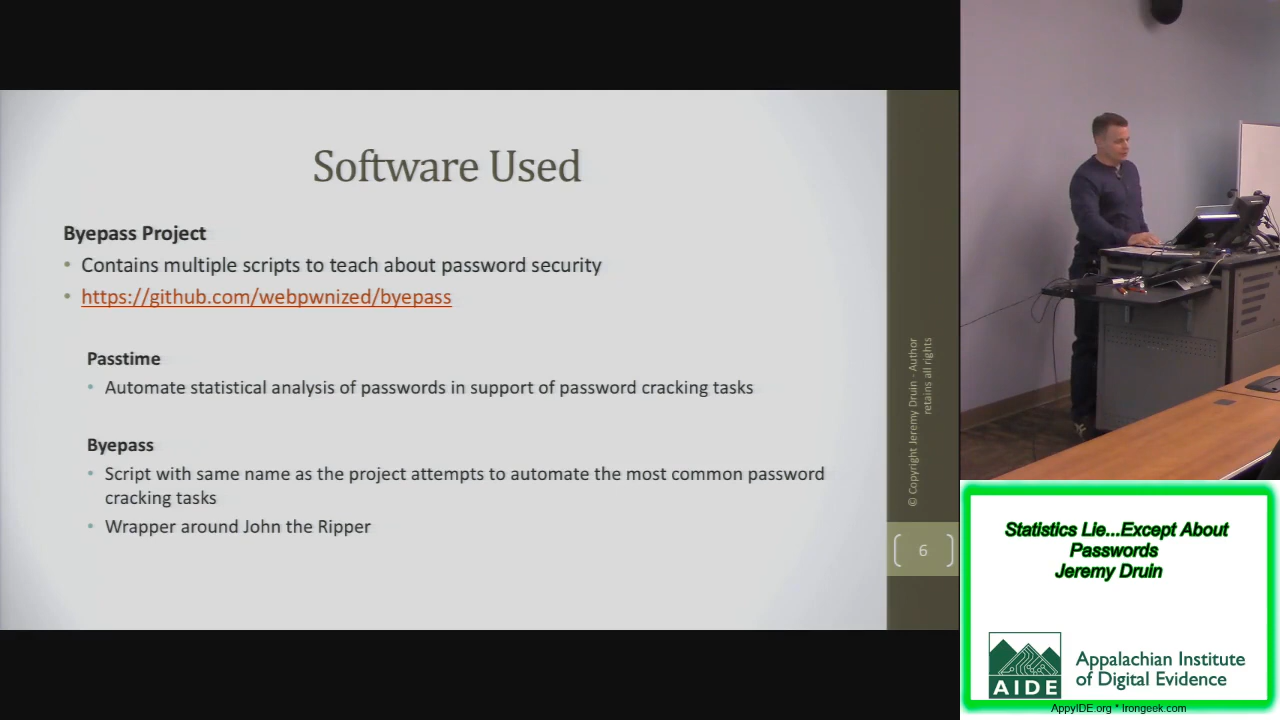 Software Used
Byepass Project
• Contains multiple scripts to teach about password security
• https://github.com/webpwnized/byepass
Passtime
• Automate statistical analysis of passwords in support of password cracking tasks
Byepass
• Script with same name as the project attempts to automate the most common password
cracking tasks
• Wrapper around John the Ripper
© Copyright Jeremy Druin - Author
retains all rights
6
Statistics Lie...Except About
Passwords
Jeremy Druin
AIDE
Appalachian Institute
of Digital Evidence
AppyIDE.org * Irongeek.com